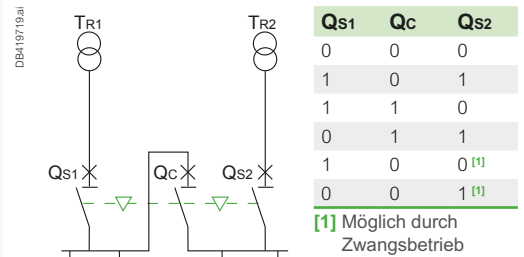 DB419719.ai
TR1
TR2
QS1
QC
QS2
QS1 QC QS2
0 0 0
1 0 1
1 1 0
0 1 1
1 0 0 [1]
0 0 1 [1]
[1] Möglich durch
Zwangsbetrieb